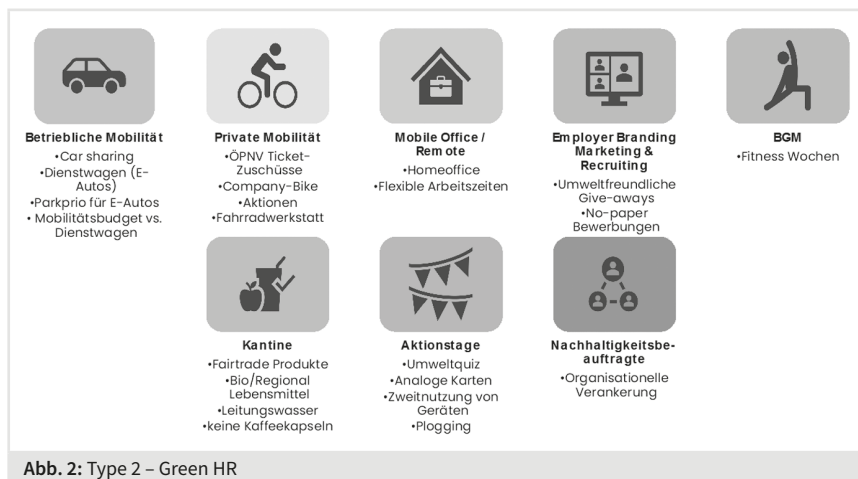 Betriebliche Mobilität
•Car sharing
•Dienstwagen (E-
Autos)
•Parkprio für E-Autos
• Mobilitätsbudget vs.
Dienstwagen
Private Mobilität
•ÖPNV Ticket-
Zuschüsse
•Company-Bike
•Aktionen
•Fahrradwerkstatt
Mobile Office /
Remote
•Homeoffice
•Flexible Arbeitszeiten
Employer Branding
Marketing &
Recruiting
•Umweltfreundliche
Give-aways
•No-paper
Bewerbungen
BGM
•Fitness Wochen
Kantine
•Fairtrade Produkte
•Bio/Regional
Lebensmittel
•Leitungswasser
•keine Kaffeekapseln
Aktionstage
•Umweltquiz
•Analoge Karten
•Zweitnutzung von
Geräten
•Plogging
Nachhaltigkeitsbe-
auftragte
•Organisationelle
Verankerung
Abb. 2: Type 2 – Green HR